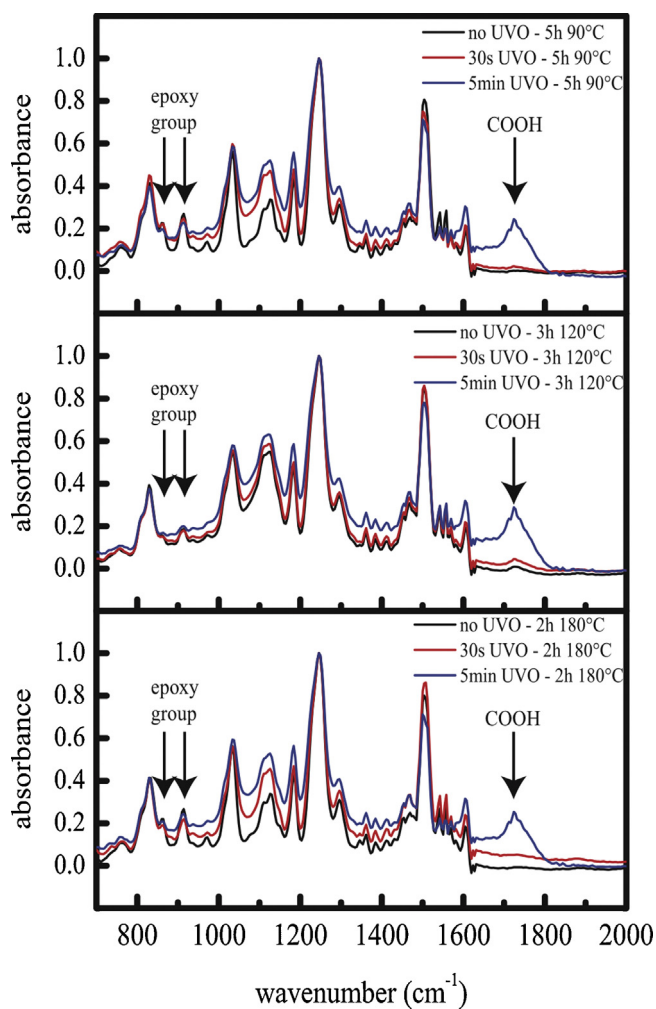 no UVO - 5h 90°C
30s UVO - 5h 90°C
5min UVO - 5h 90°C
epoxy
group
COOH
absorbance
1.0
0.8
0.6
0.4
0.2
0.0
no UVO - 3h 120°C
30s UVO - 3h 120°C
5min UVO - 3h 120°C
epoxy
group
COOH
absorbance
1.0
0.8
0.6
0.4
0.2
0.0
no UVO - 2h 180°C
30s UVO - 2h 180°C
5min UVO - 2h 180°C
epoxy
group
COOH
absorbance
1.0
0.8
0.6
0.4
0.2
0.0
800 1000 1200 1400 1600 1800 2000
wavenumber (cm⁻¹)